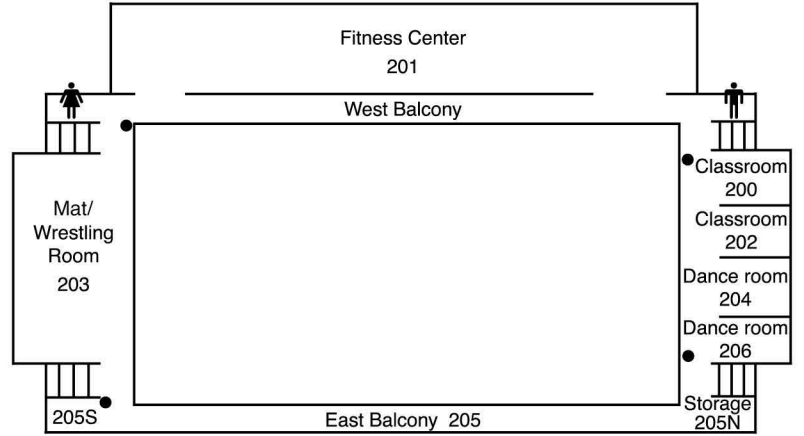 Fitness Center
201
West Balcony
Classroom
200
Mat/
Wrestling
Room
203
Classroom
202
Dance room
204
Dance room
206
205S
East Balcony 205
Storage
205N